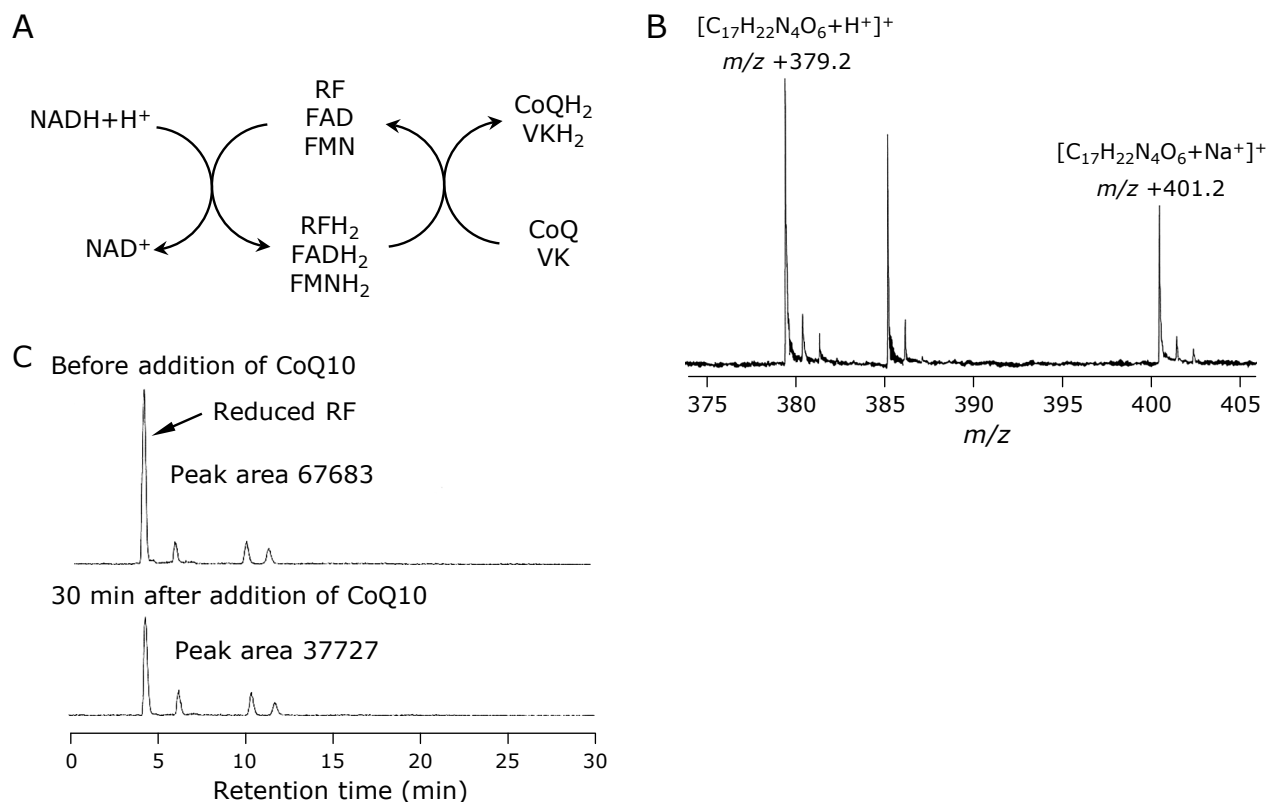 A
NADH+H⁺
NAD⁺
RF
FAD
FMN
RFH₂
FADH₂
FMNH₂
CoQH₂
VKH₂
CoQ
VK
B
[C₁₇H₂₂N₄O₆+H⁺]⁺
m/z +379.2
[C₁₇H₂₂N₄O₆+Na⁺]⁺
m/z +401.2
375 380 385 390 395 400 405
m/z
C
Before addition of CoQ10
Reduced RF
Peak area 67683
30 min after addition of CoQ10
Peak area 37727
0 5 10 15 20 25 30
Retention time (min)